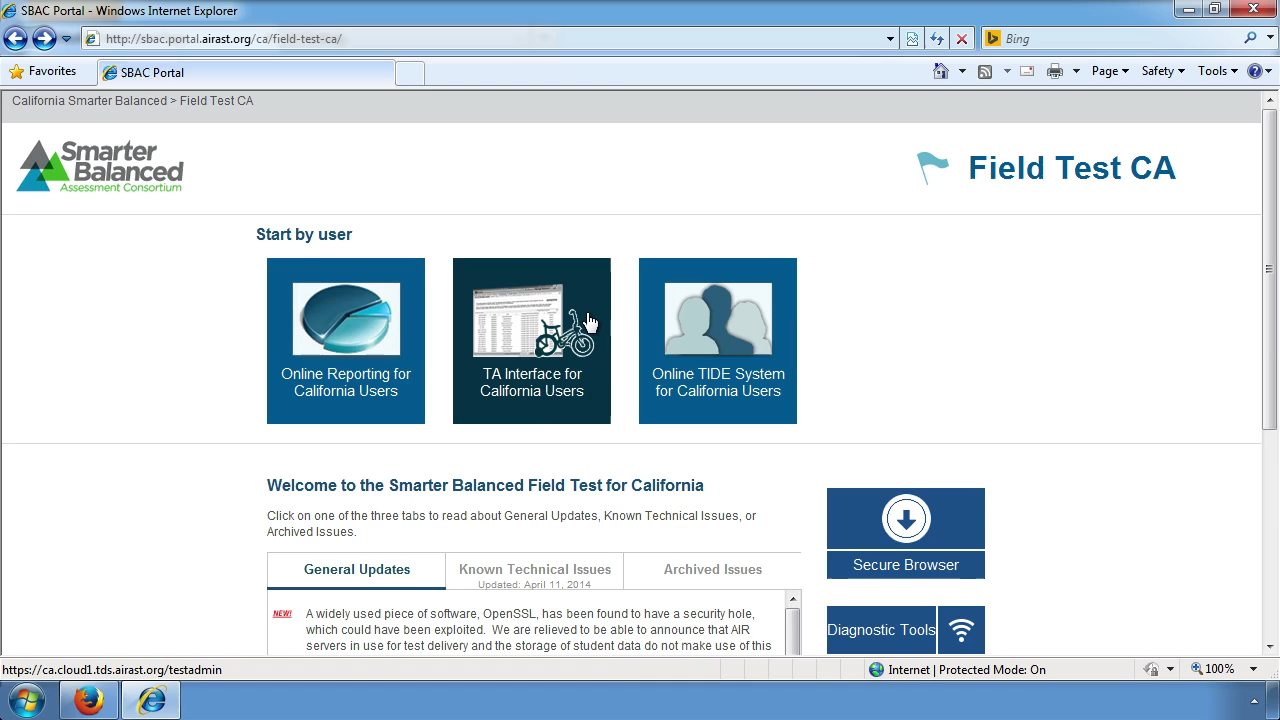 SBAC Portal - Windows Internet Explorer
http://sbac.portal.airast.org/ca/field-test-ca/
Bing
Favorites
SBAC Portal
Page
Safety
Tools
California Smarter Balanced > Field Test CA
Smarter
Balanced
Assessment Consortium
Field Test CA
Start by user
Online Reporting for
California Users
TA Interface for
California Users
Online TIDE System
for California Users
Welcome to the Smarter Balanced Field Test for California
Click on one of the three tabs to read about General Updates, Known Technical Issues, or
Archived Issues.
General Updates
Known Technical Issues
Updated: April 11, 2014
Archived Issues
NEW!
A widely used piece of software, OpenSSL, has been found to have a security hole,
which could have been exploited. We are relieved to be able to announce that AIR
servers in use for test delivery and the storage of student data do not make use of this
Secure Browser
Diagnostic Tools
https://ca.cloud1.tds.airast.org/testadmin
Internet | Protected Mode: On
100%